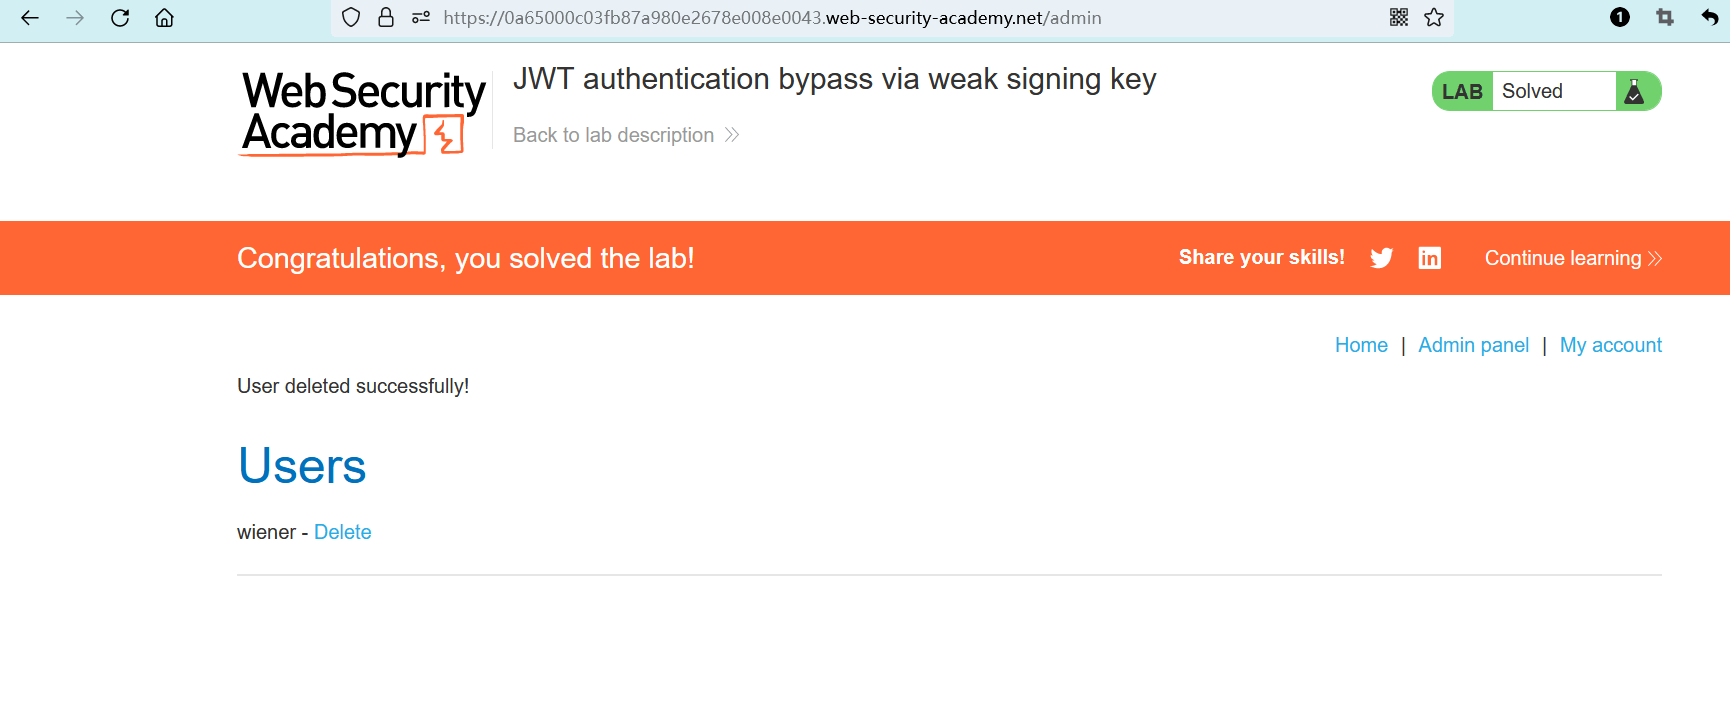 https://0a65000c03fb87a980e2678e008e0043.web-security-academy.net/admin
1
Web Security
Academy
JWT authentication bypass via weak signing key
Back to lab description
LAB Solved
Congratulations, you solved the lab!
Share your skills!
Continue learning
Home | Admin panel | My account
User deleted successfully!
Users
wiener - Delete